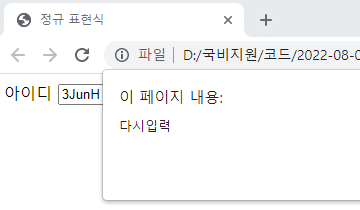 정규 표현식
파일 | D:/국비지원/코드/2022-08-0
아이디 3JunH
이 페이지 내용:
다시입력